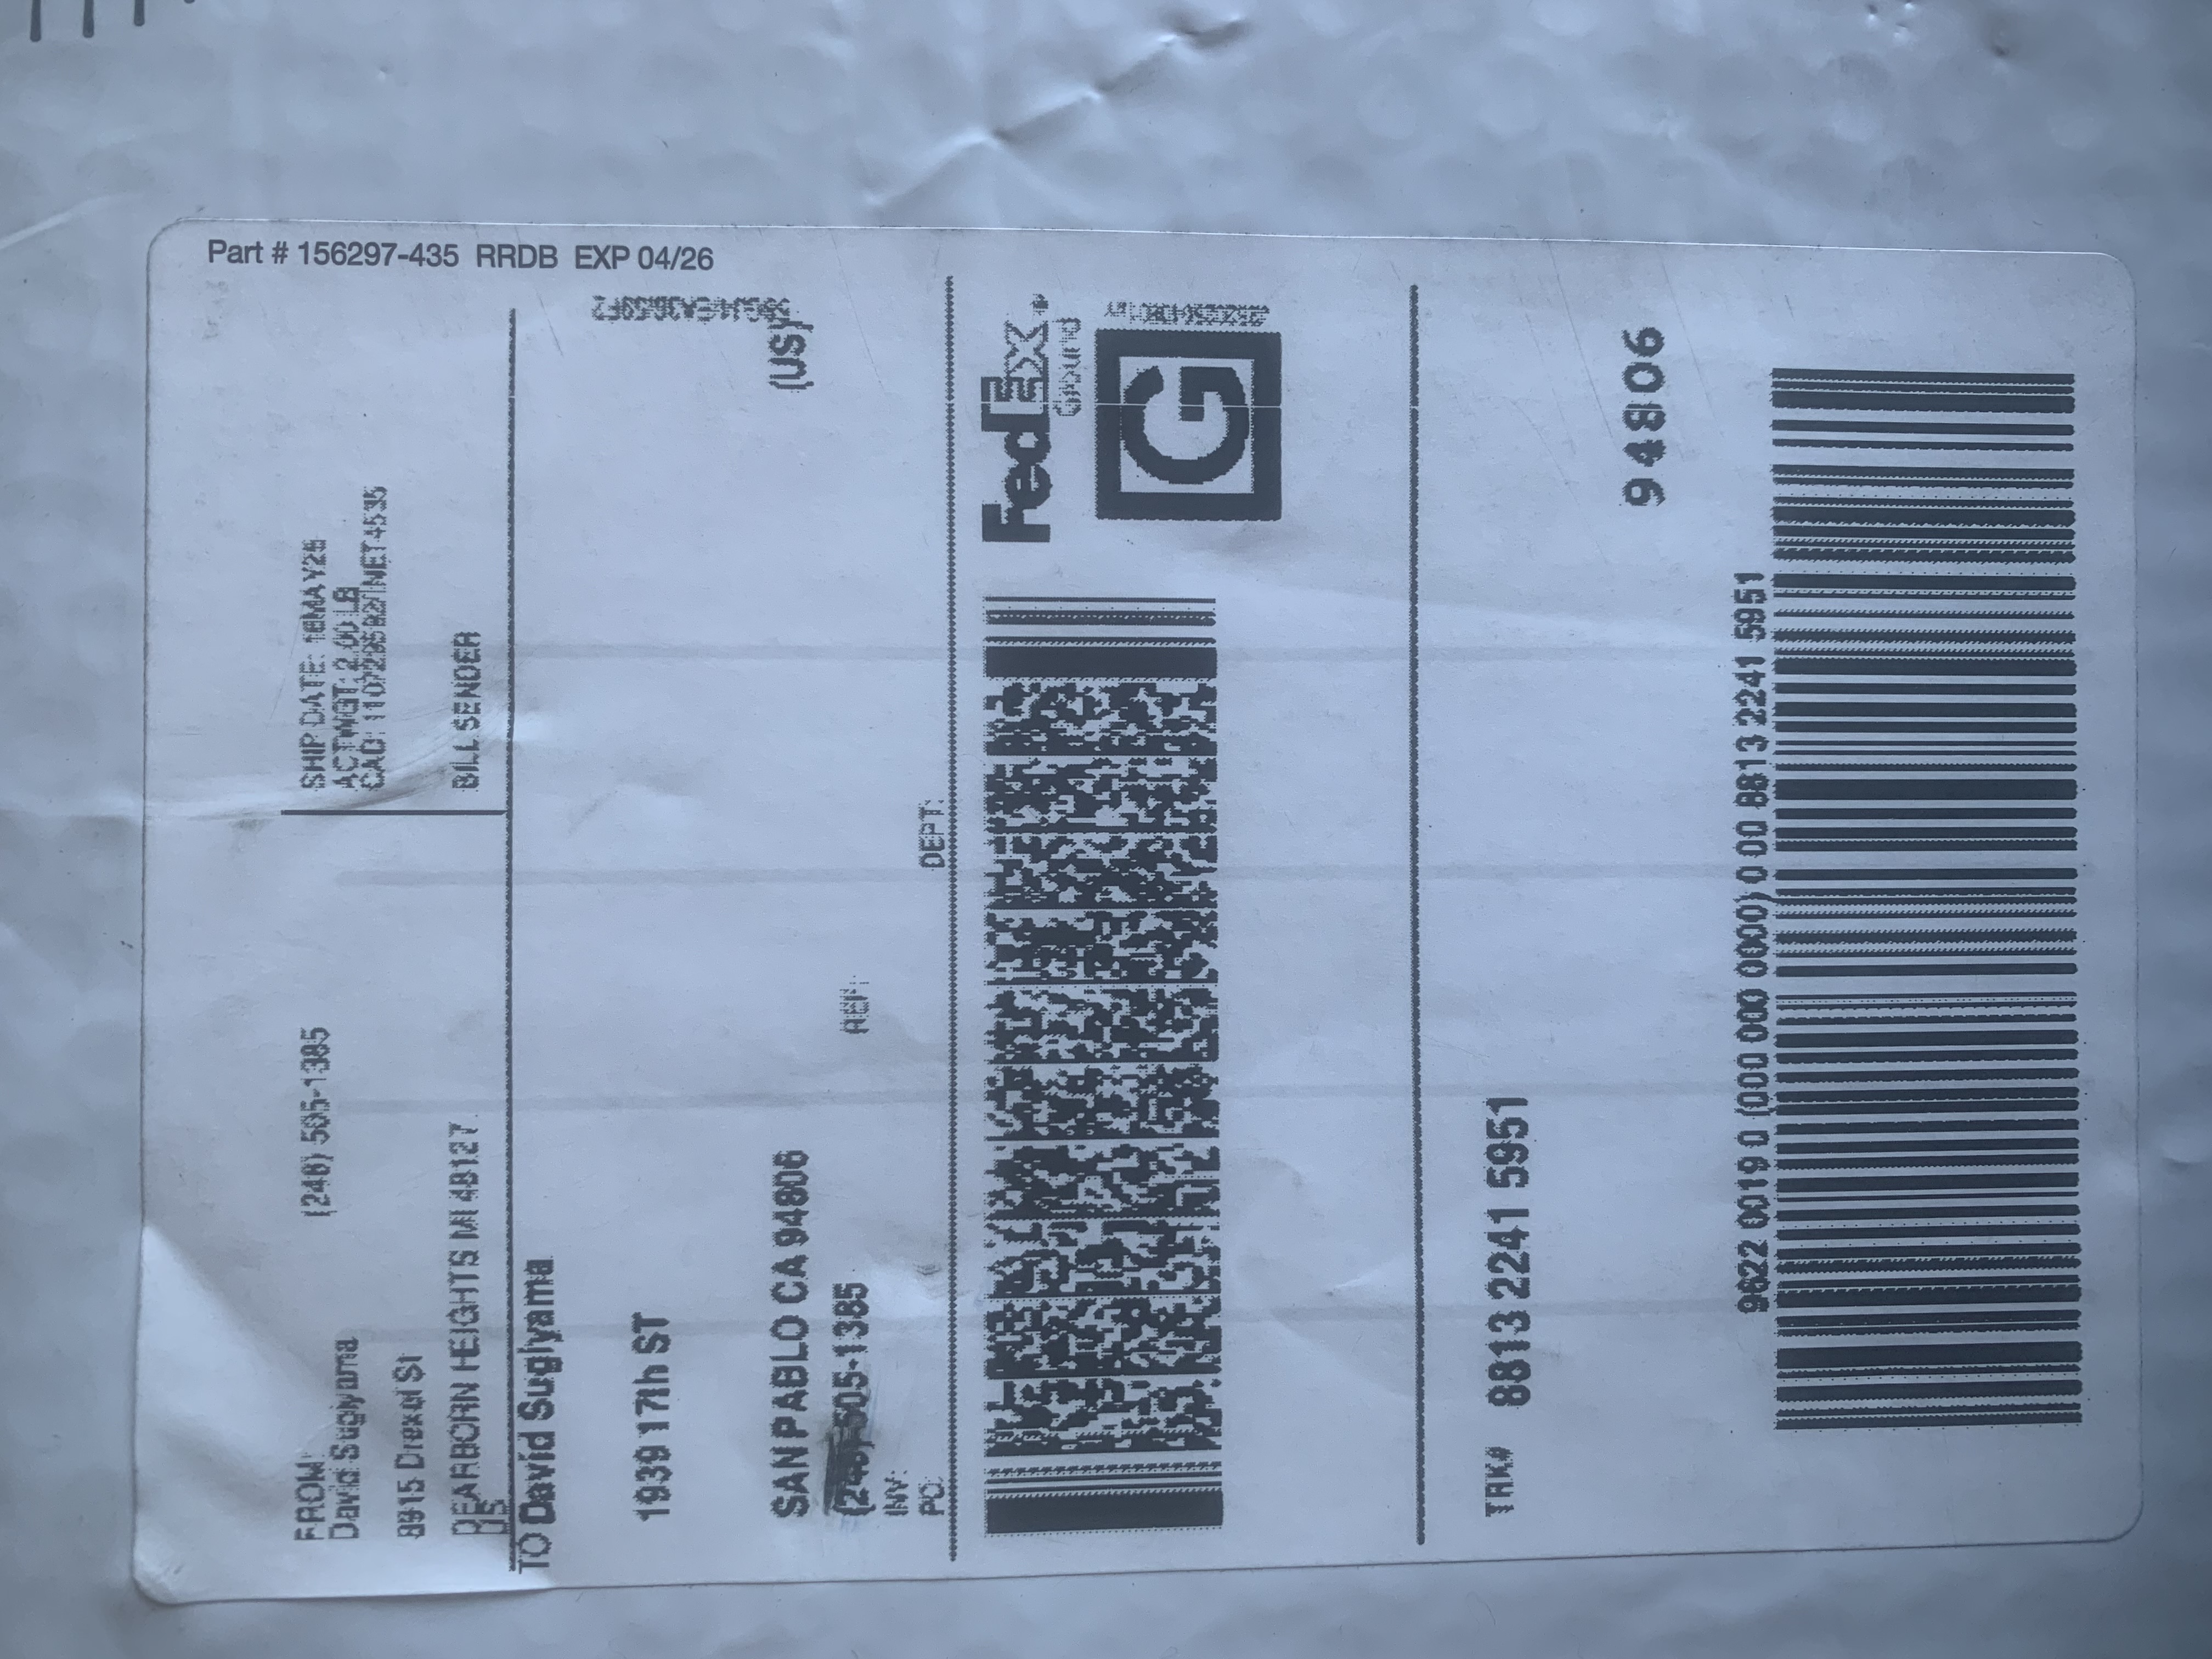 Part # 156297-435 RRDB EXP 04/26
FROM: (248) 505-1385
David Sugiyama
8915 Drexel St
DEARBORN HEIGHTS MI 48127
US
SHIP DATE: 16MAY26
ACTWGT: 2.00 LB
BILL SENDER
TO David Sugiyama
1939 17th ST
SAN PABLO CA 94806
(US)
(248) 505-1385
REF:
INV:
PO:
DEPT:
FedEx
Ground
G
TRK# 8813 2241 5951
94806
9622 0019 0 (000 000 0000) 0 00 8813 2241 5951